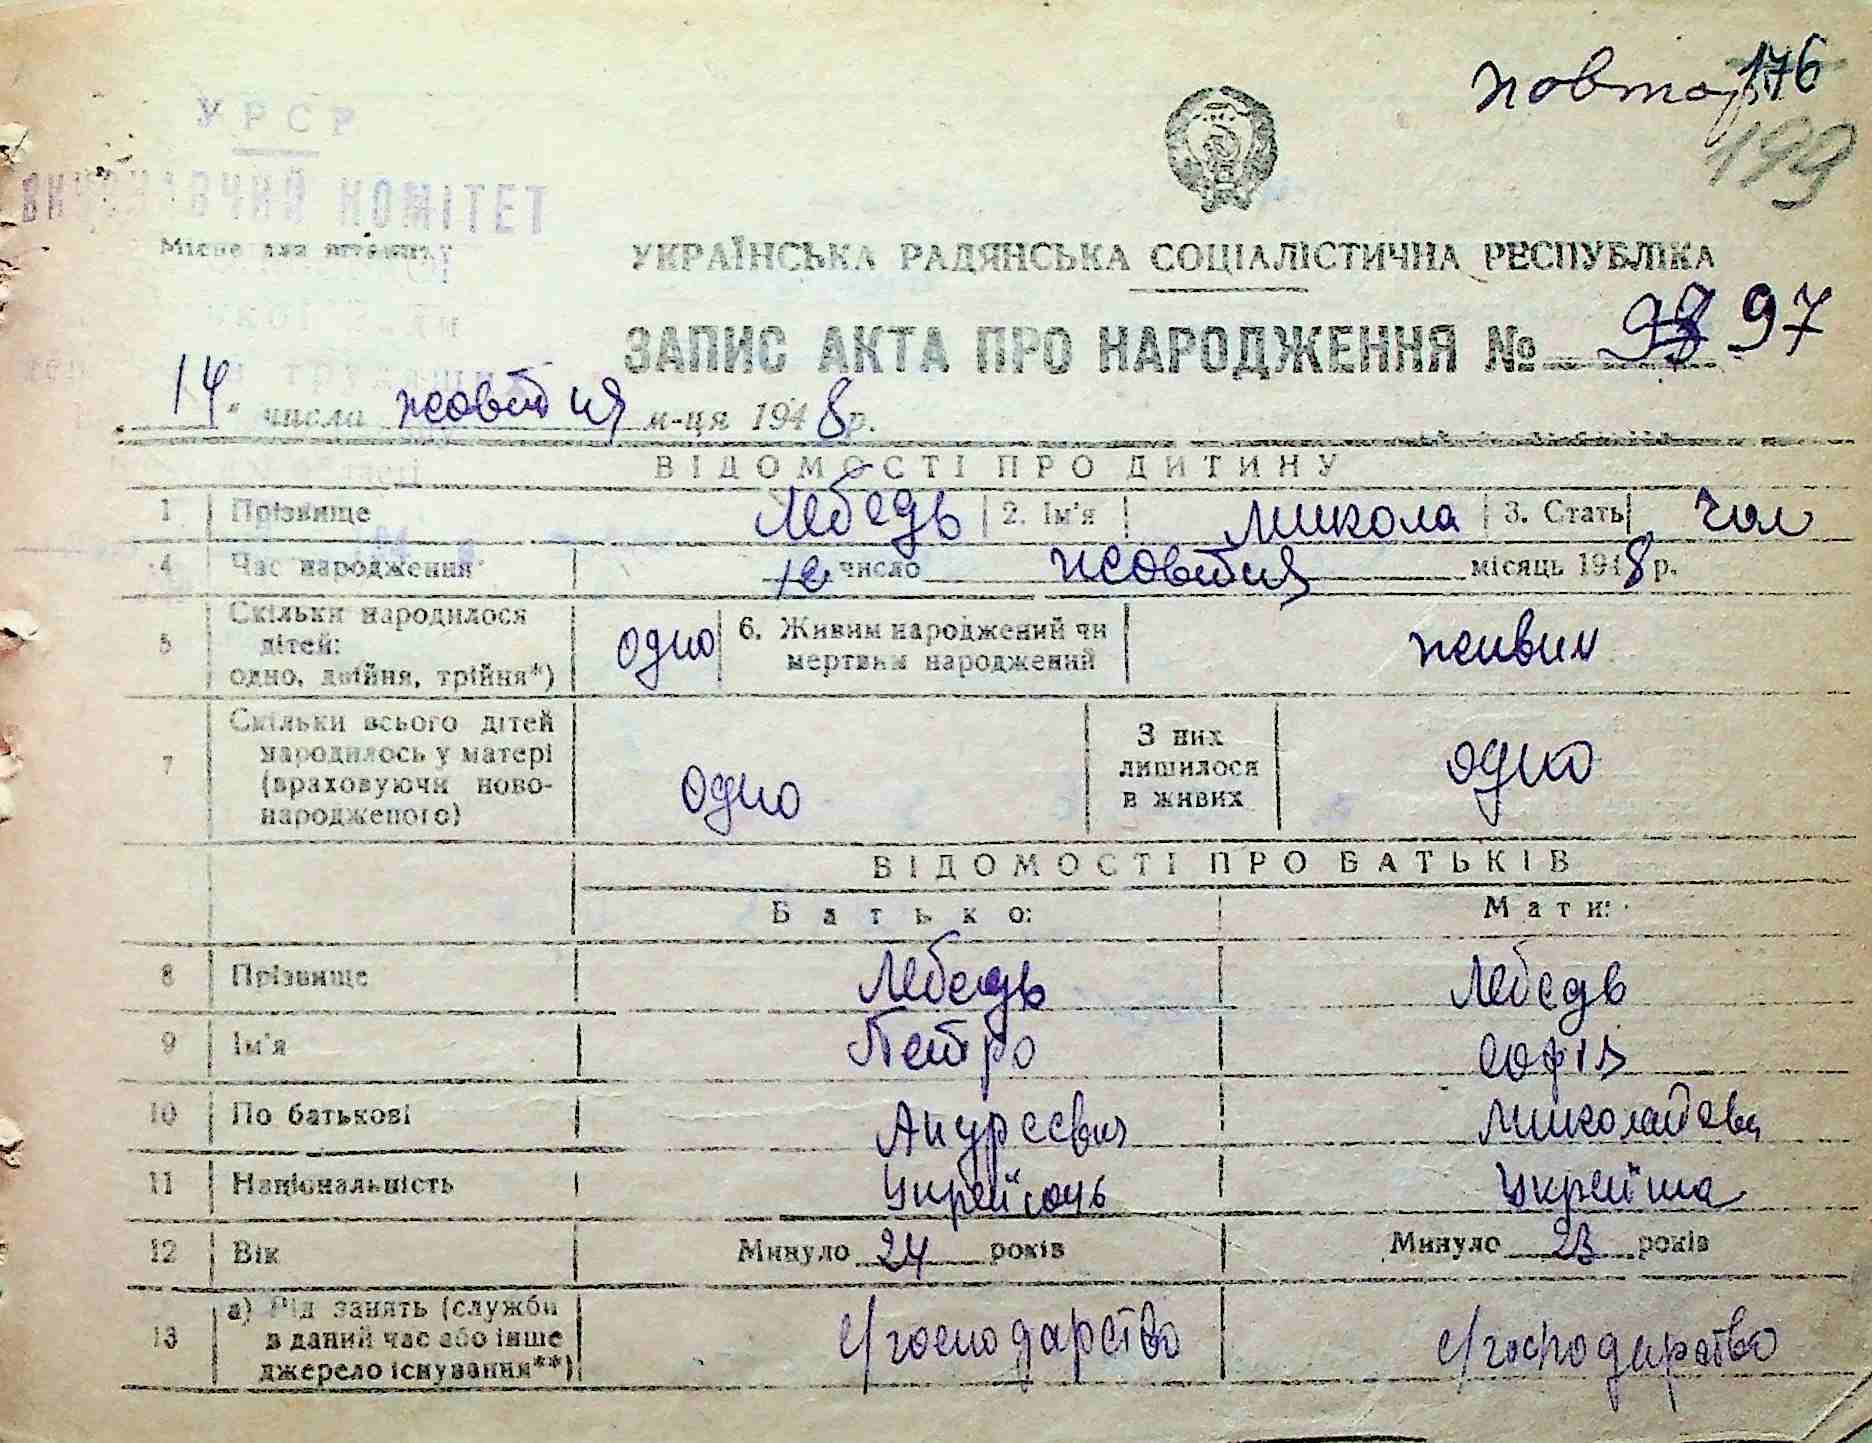 повтор 176
199
УРСР
ВИКОНАВЧИЙ КОМІТЕТ
Місце для штампу
УКРАЇНСЬКА РАДЯНСЬКА СОЦІАЛІСТИЧНА РЕСПУБЛІКА
ЗАПИС АКТА ПРО НАРОДЖЕННЯ № 98 97
14 " числа жовтня м-ця 1948 р.
ВІДОМОСТІ ПРО ДИТИНУ
1 Прізвище Лебедь 2. Ім'я Микола 3. Стать чол
4 Час народження число жовтня місяць 1948 р.
5 Скільки народилося дітей: одно, двійня, трійня*) одно 6. Живим народжений чи мертвим народжений живим
7 Скільки всього дітей народилось у матері (враховуючи новонародженого) одно З них лишилося в живих одно
ВІДОМОСТІ ПРО БАТЬКІВ
Батько: Мати:
8 Прізвище Лебедь Лебедь
9 Ім'я Петро Софія
10 По батькові Андреєвич Миколаївна
11 Національність Українець Українка
12 Вік Минуло 24 років Минуло 23 років
13 а) Рід занять (служби в даний час або інше джерело існування**) с/господарство с/господарство